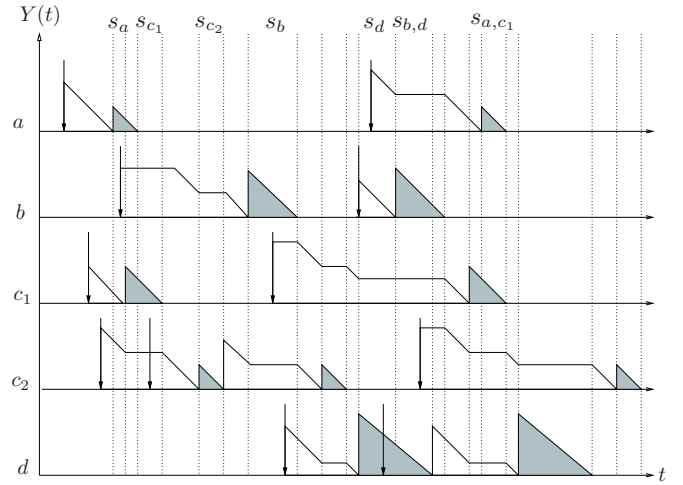 Y(t)
s_a s_{c_1} s_{c_2} s_b s_d s_{b,d} s_{a,c_1}
a
b
c_1
c_2
d
t